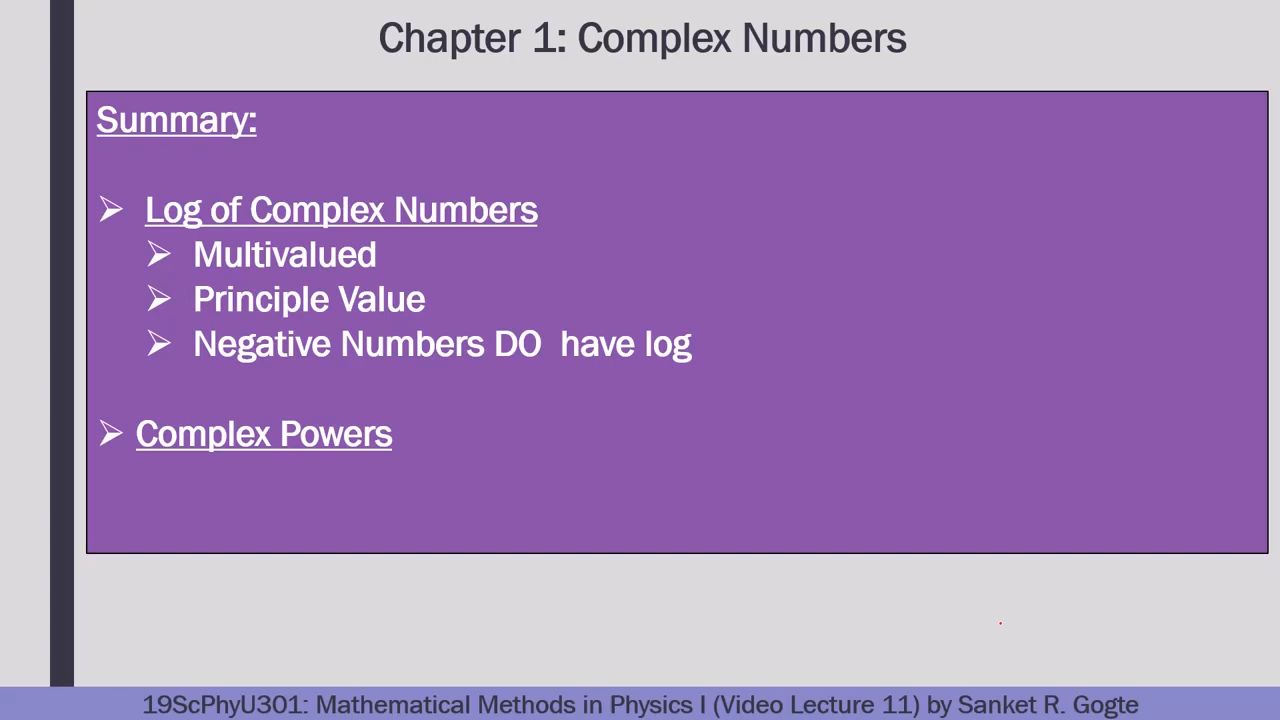 Chapter 1: Complex Numbers
Summary:
➢ Log of Complex Numbers
➢ Multivalued
➢ Principle Value
➢ Negative Numbers DO  have log
➢ Complex Powers
19ScPhyU301: Mathematical Methods in Physics I (Video Lecture 11) by Sanket R. Gogte